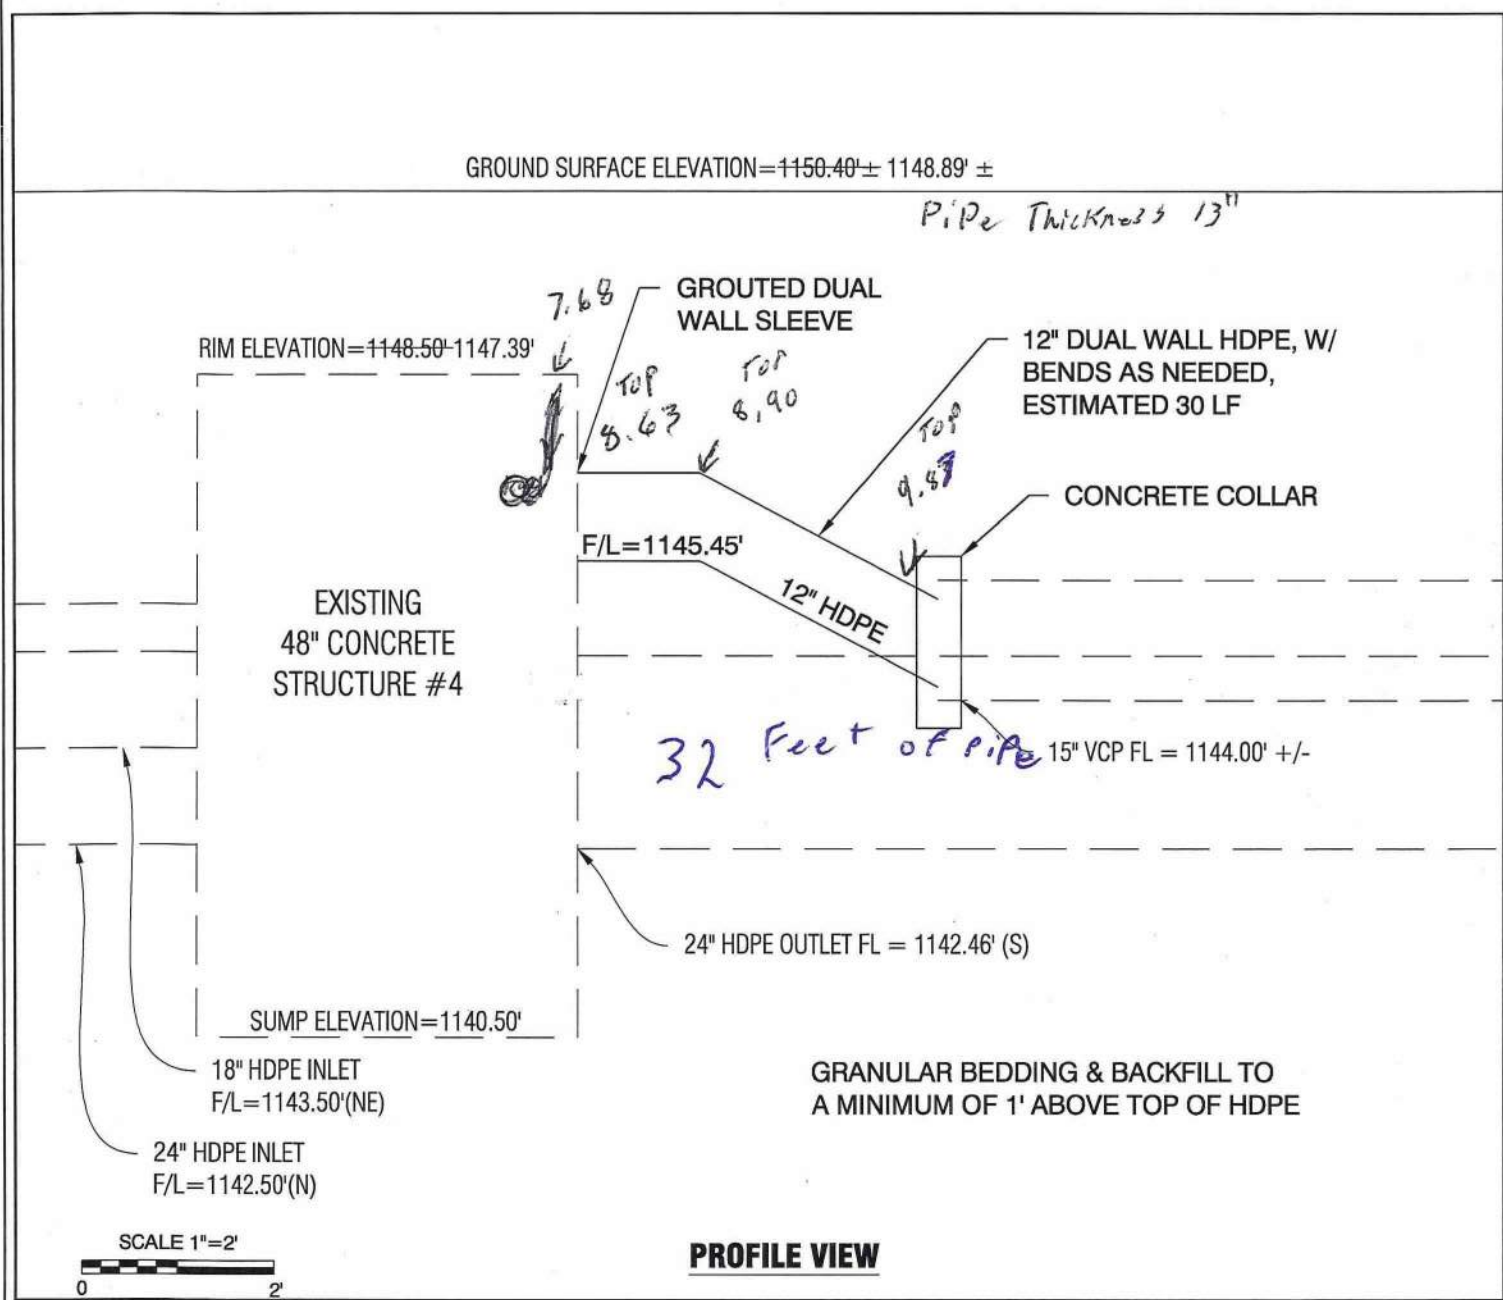 GROUND SURFACE ELEVATION=1150.40'± 1148.89' ±
PiPe Thickness 13"
7.68
GROUTED DUAL
WALL SLEEVE
RIM ELEVATION=1148.50' 1147.39'
12" DUAL WALL HDPE, W/
BENDS AS NEEDED,
ESTIMATED 30 LF
TOP
8.63
TOP
8.90
TOP
9.87
CONCRETE COLLAR
F/L=1145.45'
12" HDPE
EXISTING
48" CONCRETE
STRUCTURE #4
32 Feet of PiPe
15" VCP FL = 1144.00' +/-
24" HDPE OUTLET FL = 1142.46' (S)
SUMP ELEVATION=1140.50'
18" HDPE INLET
F/L=1143.50'(NE)
GRANULAR BEDDING & BACKFILL TO
A MINIMUM OF 1' ABOVE TOP OF HDPE
24" HDPE INLET
F/L=1142.50'(N)
SCALE 1"=2'
0 2'
PROFILE VIEW